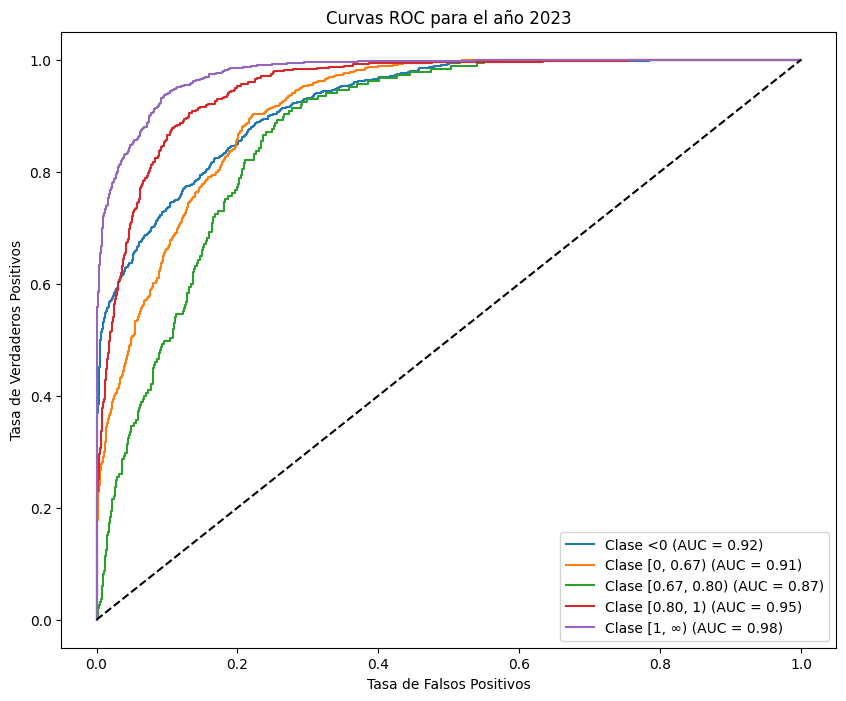 Curvas ROC para el año 2023
Tasa de Verdaderos Positivos
1.0
0.8
0.6
0.4
0.2
0.0
0.0 0.2 0.4 0.6 0.8 1.0
Tasa de Falsos Positivos
Clase <0 (AUC = 0.92)
Clase [0, 0.67) (AUC = 0.91)
Clase [0.67, 0.80) (AUC = 0.87)
Clase [0.80, 1) (AUC = 0.95)
Clase [1, ∞) (AUC = 0.98)